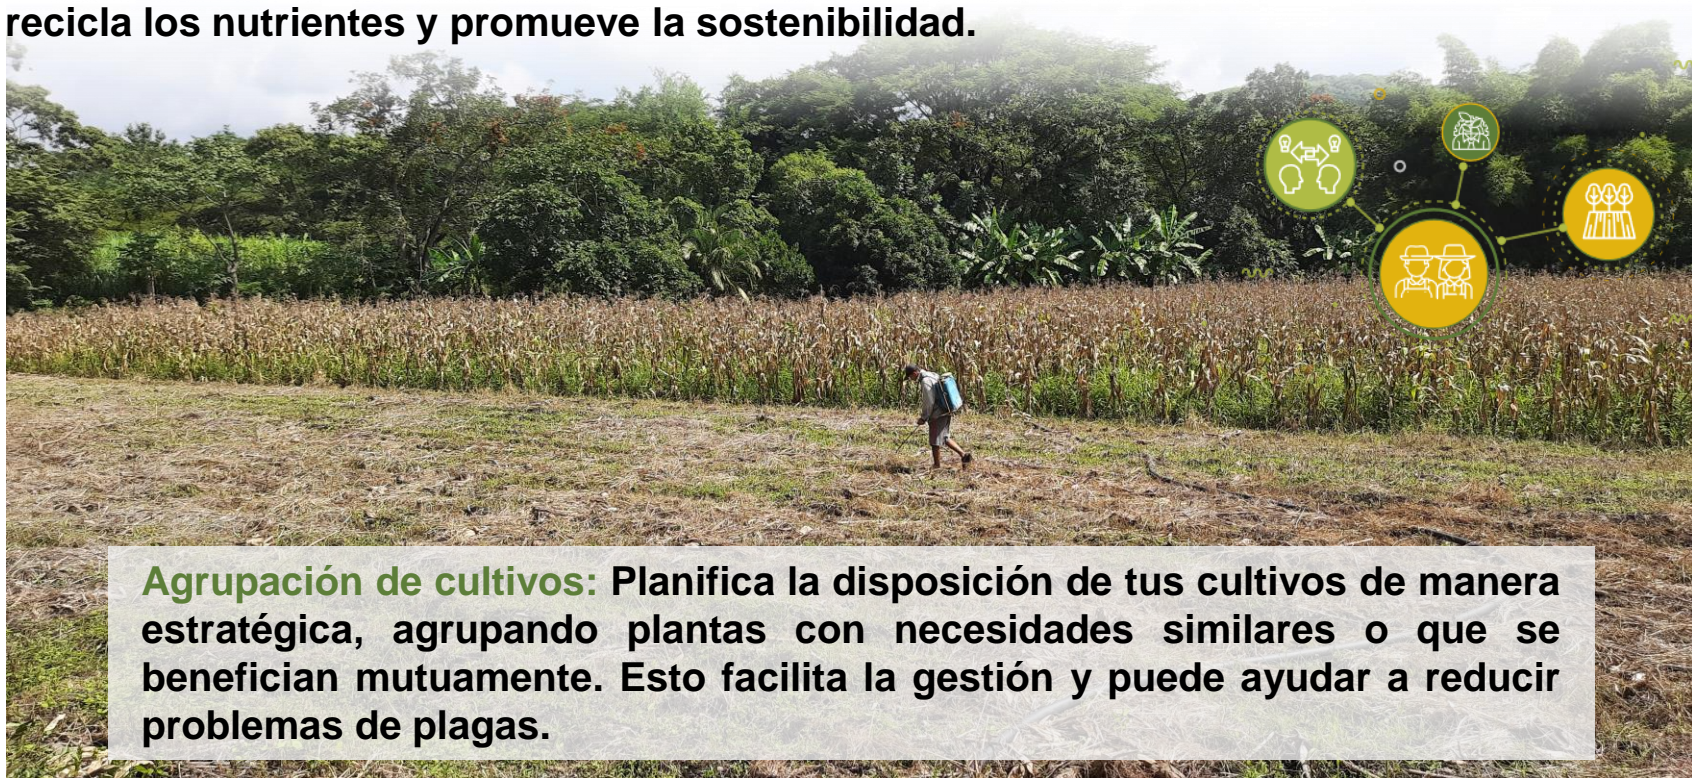 recicla los nutrientes y promueve la sostenibilidad.
Agrupación de cultivos: Planifica la disposición de tus cultivos de manera
estratégica, agrupando plantas con necesidades similares o que se
benefician mutuamente. Esto facilita la gestión y puede ayudar a reducir
problemas de plagas.